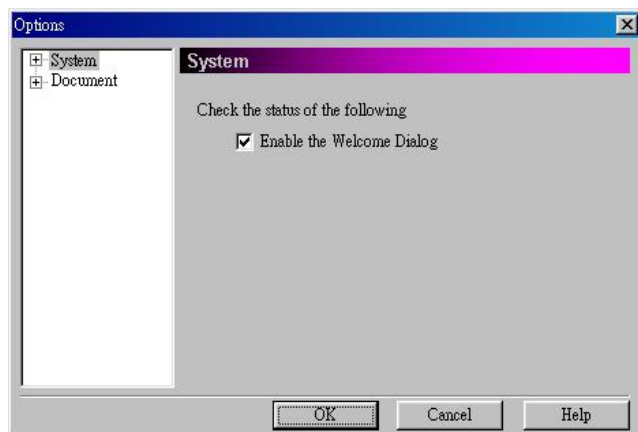 Options
System
Document
System
Check the status of the following
Enable the Welcome Dialog
OK
Cancel
Help